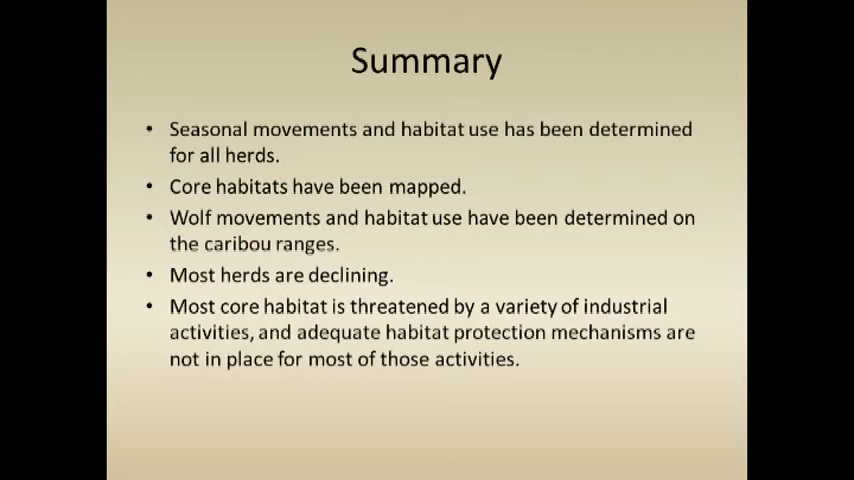 Summary
• Seasonal movements and habitat use has been determined
for all herds.
• Core habitats have been mapped.
• Wolf movements and habitat use have been determined on
the caribou ranges.
• Most herds are declining.
• Most core habitat is threatened by a variety of industrial
activities, and adequate habitat protection mechanisms are
not in place for most of those activities.